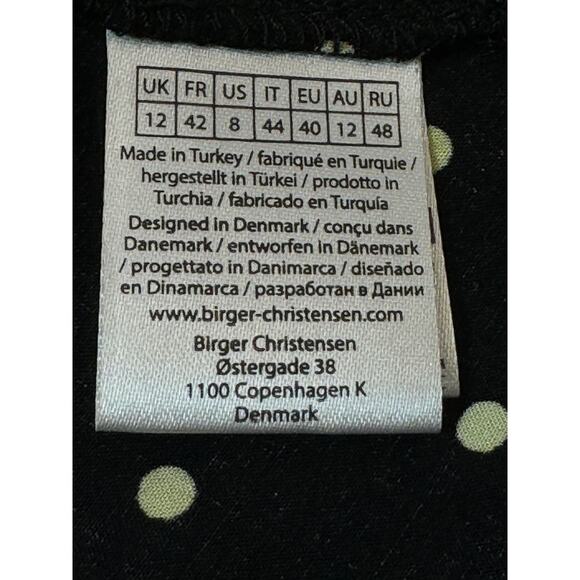 UK FR US IT EU AU RU
12 42 8 44 40 12 48
Made in Turkey / fabriqué en Turquie /
hergestellt in Türkei / prodotto in
Turchia / fabricado en Turquía
Designed in Denmark / conçu dans
Danemark / entworfen in Dänemark
/ progettato in Danimarca / diseñado
en Dinamarca / разработан в Дании
www.birger-christensen.com
Birger Christensen
Østergade 38
1100 Copenhagen K
Denmark